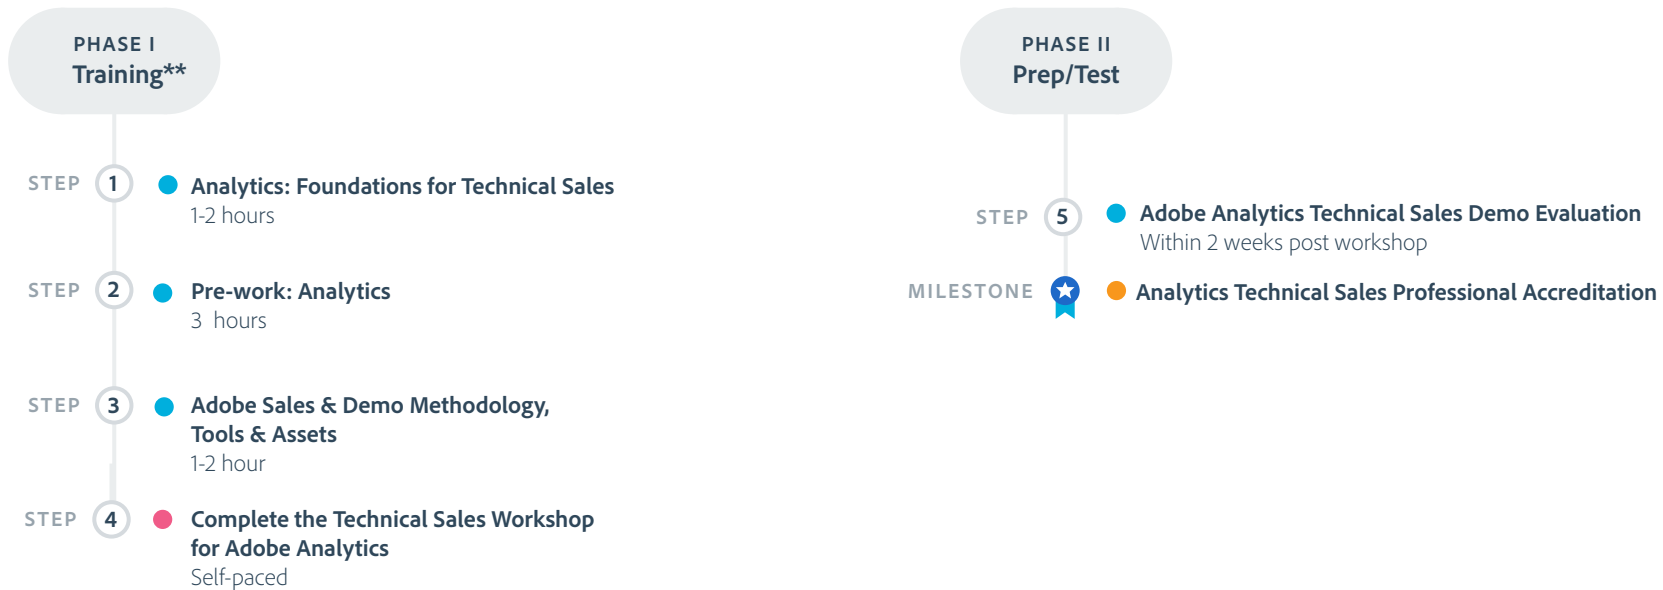 PHASE I
Training**
STEP 1 Analytics: Foundations for Technical Sales
1-2 hours
STEP 2 Pre-work: Analytics
3 hours
STEP 3 Adobe Sales & Demo Methodology,
Tools & Assets
1-2 hour
STEP 4 Complete the Technical Sales Workshop
for Adobe Analytics
Self-paced
PHASE II
Prep/Test
STEP 5 Adobe Analytics Technical Sales Demo Evaluation
Within 2 weeks post workshop
MILESTONE Analytics Technical Sales Professional Accreditation